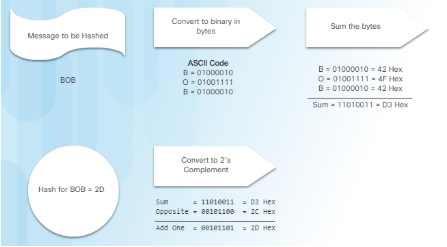 Message to be Hashed
BOB
Convert to binary in
bytes
ASCII Code
B = 01000010
O = 01001111
B = 01000010
Sum the bytes
B = 01000010 = 42 Hex
O = 01001111 = 4F Hex
B = 01000010 = 42 Hex
Sum = 11010011 = D3 Hex
Hash for BOB = 2D
Convert to 2's
Complement
Sum = 11010011 = D3 Hex
Opposite = 00101100 = 2C Hex
Add One = 00101101 = 2D Hex